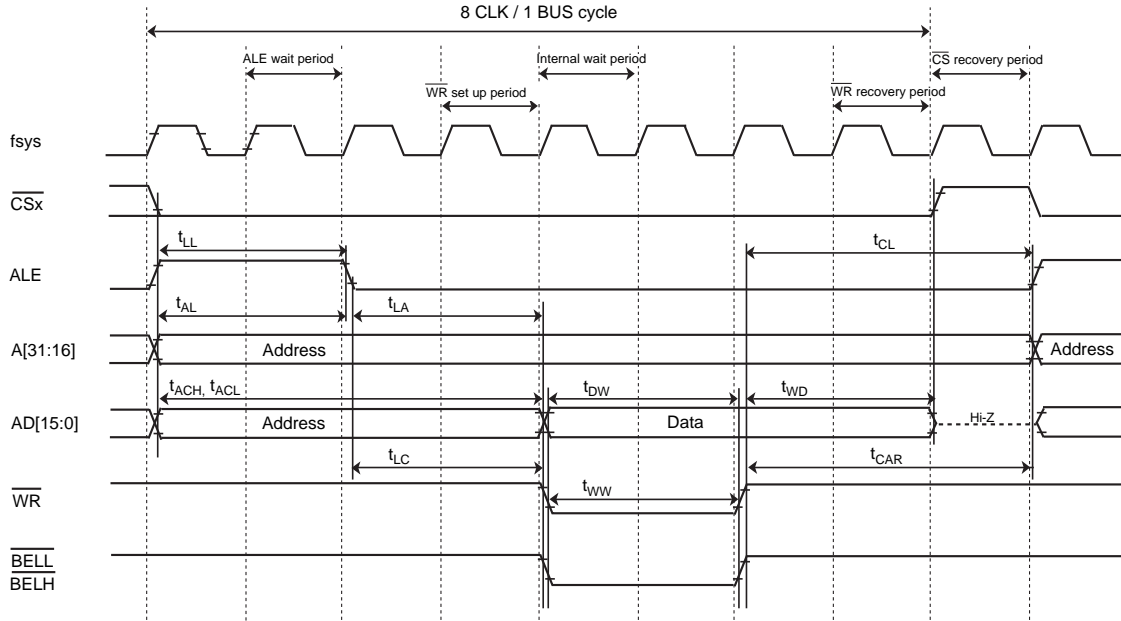 8 CLK / 1 BUS cycle
ALE wait period
Internal wait period
CS recovery period
WR set up period
WR recovery period
fsys
CSx
tLL
tCL
ALE
tAL
tLA
A[31:16]
Address
Address
tACH, tACL
tDW
tWD
AD[15:0]
Address
Data
Hi-Z
tLC
tCAR
WR
tWW
BELL
BELH